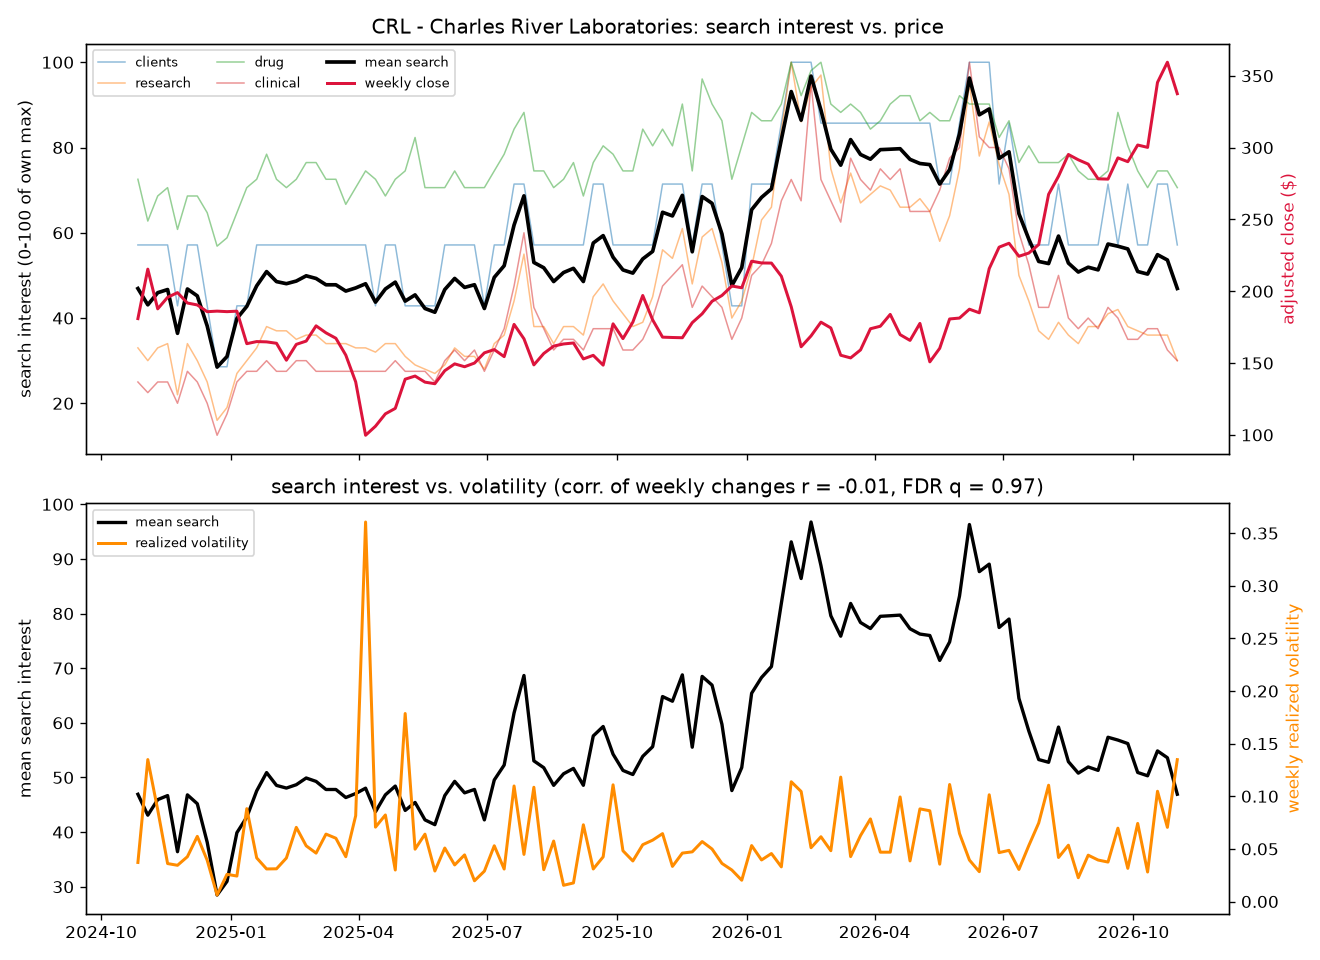 CRL - Charles River Laboratories: search interest vs. price
clients
research
drug
clinical
mean search
weekly close
search interest (0-100 of own max)
100
80
60
40
20
adjusted close ($)
350
300
250
200
150
100
search interest vs. volatility (corr. of weekly changes r = -0.01, FDR q = 0.97)
mean search
realized volatility
mean search interest
100
90
80
70
60
50
40
30
weekly realized volatility
0.35
0.30
0.25
0.20
0.15
0.10
0.05
0.00
2024-10 2025-01 2025-04 2025-07 2025-10 2026-01 2026-04 2026-07 2026-10